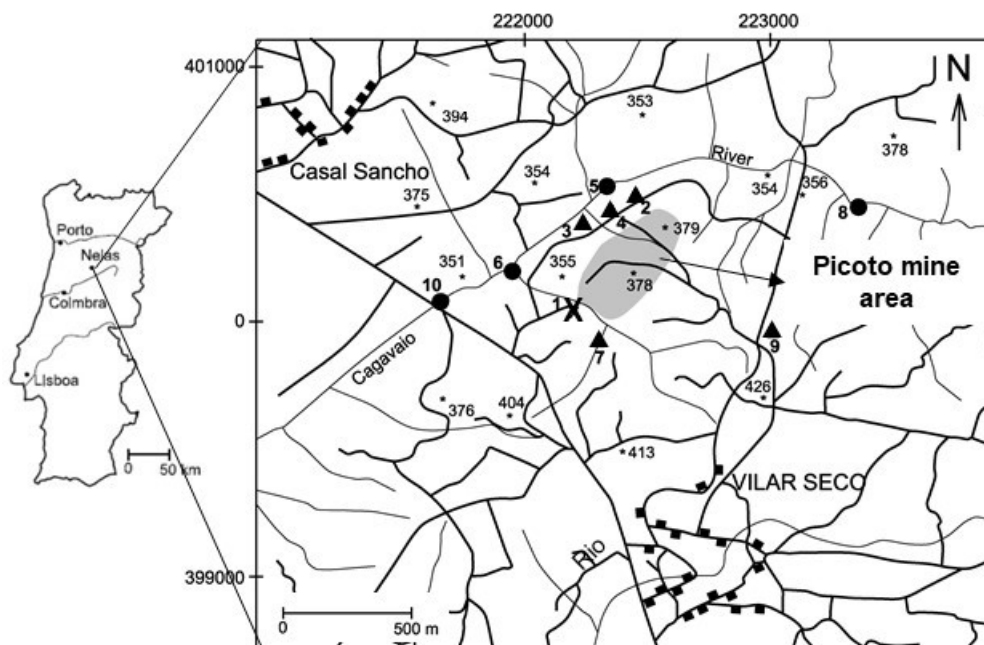 222000
223000
401000
N
394
353
378
River
Casal Sancho
354
354
356
375
5
2
8
4
3
379
Porto
Nelas
351
6
355
Picoto mine
area
378
10
1
X
Coimbra
0
9
7
Cagavaio
Lisboa
426
376
404
413
0 50 km
VILAR SECO
Rio
399000
0 500 m